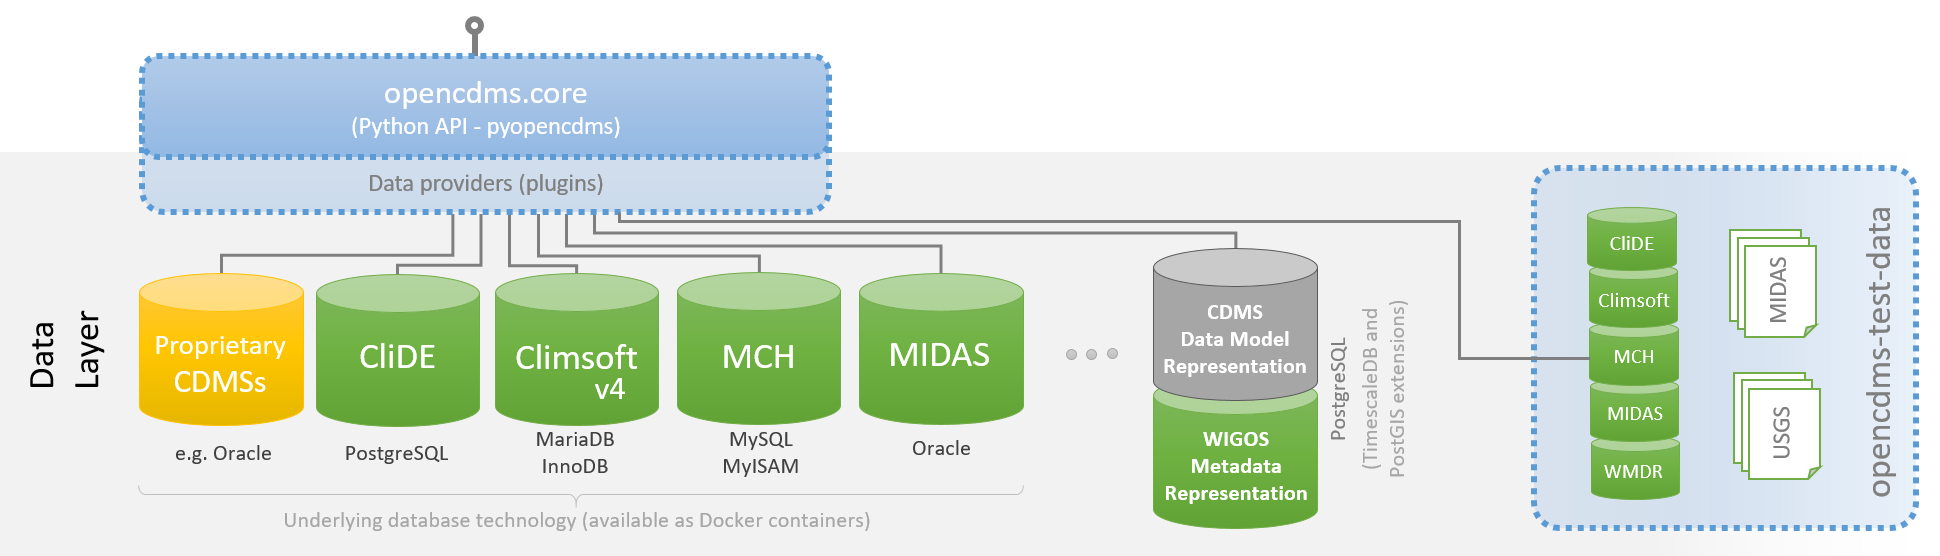 opencdms.core
(Python API - pyopencdms)
Data providers (plugins)
Data
Layer
Proprietary
CDMSs
e.g. Oracle
CliDE
PostgreSQL
Climsoft
v4
MariaDB
InnoDB
MCH
MySQL
MyISAM
MIDAS
Oracle
Underlying database technology (available as Docker containers)
CDMS
Data Model
Representation
WIGOS
Metadata
Representation
PostgreSQL
(TimescaleDB and
PostGIS extensions)
CliDE
Climsoft
MCH
MIDAS
WMDR
MIDAS
USGS
opencdms-test-data